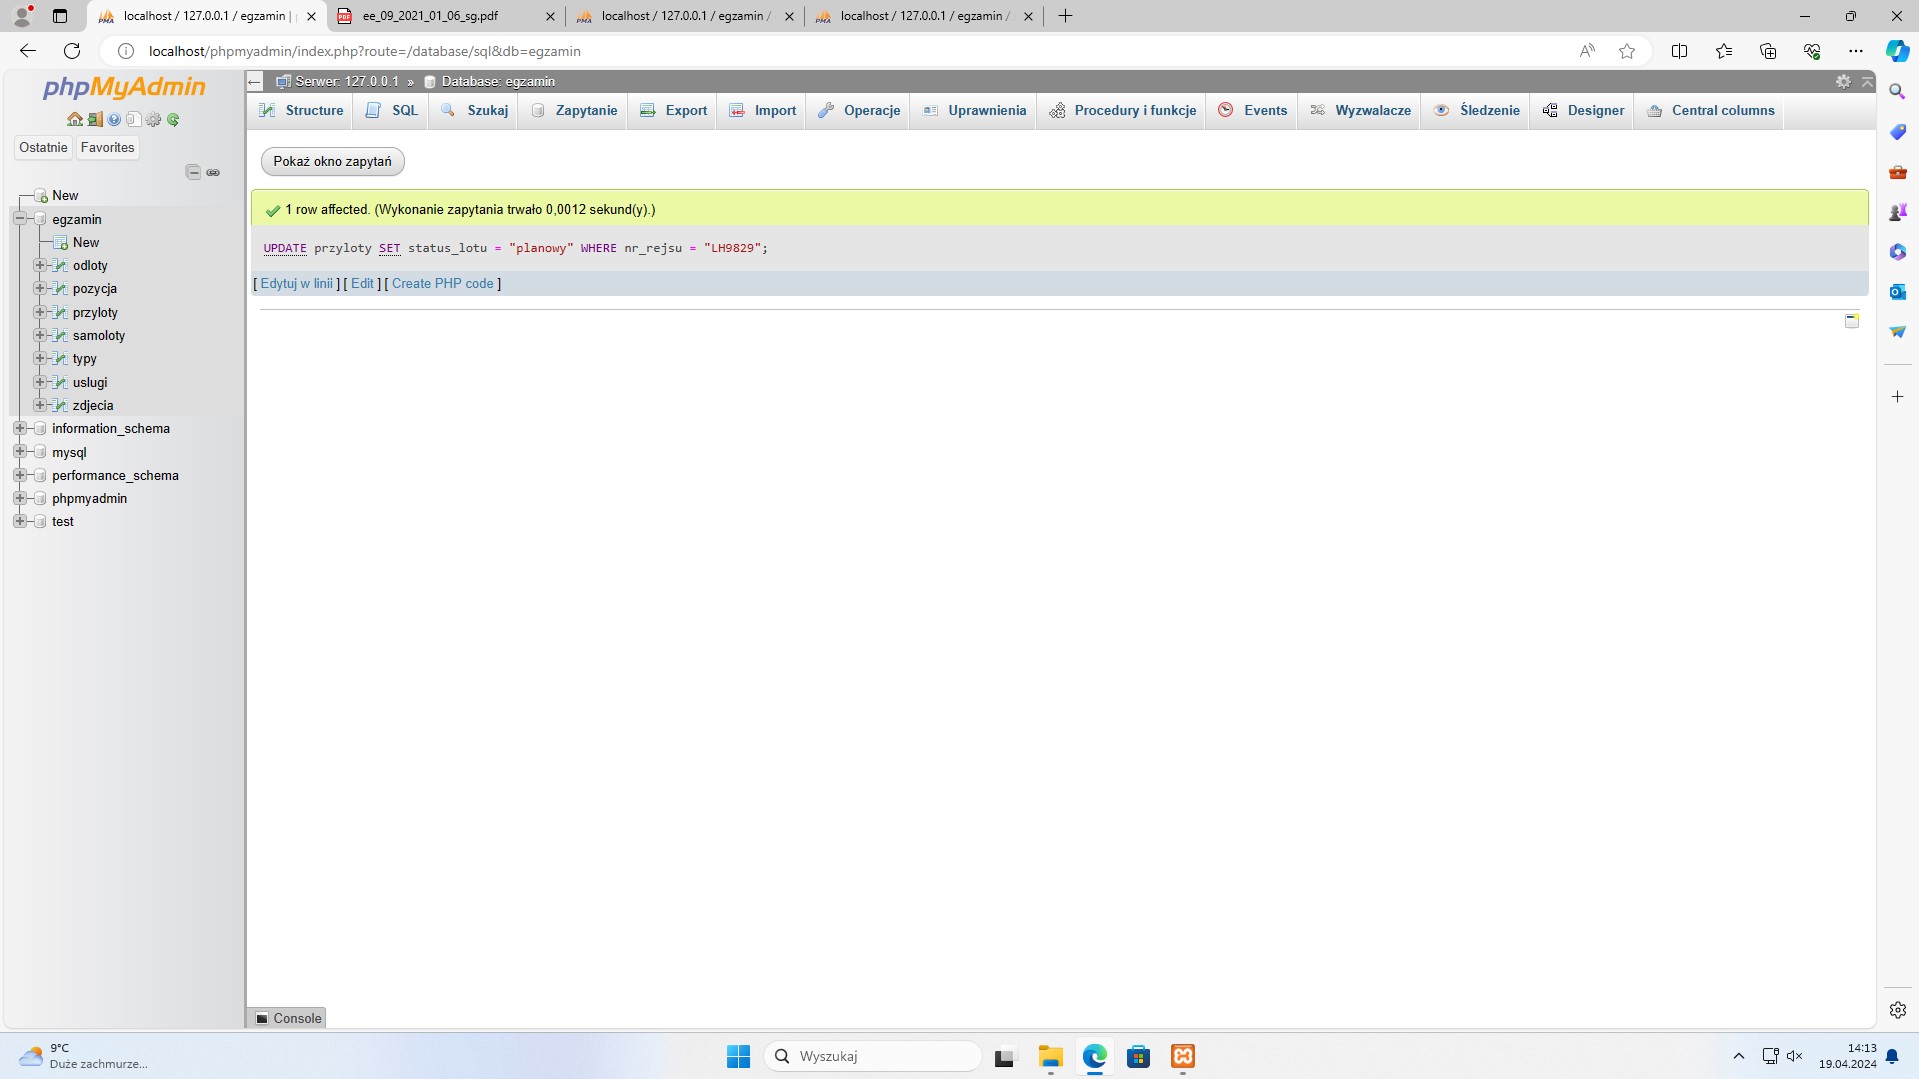 localhost / 127.0.0.1 / egzamin |
ee_09_2021_01_06_sg.pdf
localhost / 127.0.0.1 / egzamin /
localhost / 127.0.0.1 / egzamin /
localhost/phpmyadmin/index.php?route=/database/sql&db=egzamin
phpMyAdmin
Ostatnie
Favorites
New
egzamin
New
odloty
pozycja
przyloty
samoloty
typy
uslugi
zdjecia
information_schema
mysql
performance_schema
phpmyadmin
test
Serwer: 127.0.0.1 » Database: egzamin
Structure
SQL
Szukaj
Zapytanie
Export
Import
Operacje
Uprawnienia
Procedury i funkcje
Events
Wyzwalacze
Śledzenie
Designer
Central columns
Pokaż okno zapytań
1 row affected. (Wykonanie zapytania trwało 0,0012 sekund(y).)
UPDATE przyloty SET status_lotu = "planowy" WHERE nr_rejsu = "LH9829";
[ Edytuj w linii ] [ Edit ] [ Create PHP code ]
Console
9°C
Duże zachmurze...
Wyszukaj
14:13
19.04.2024